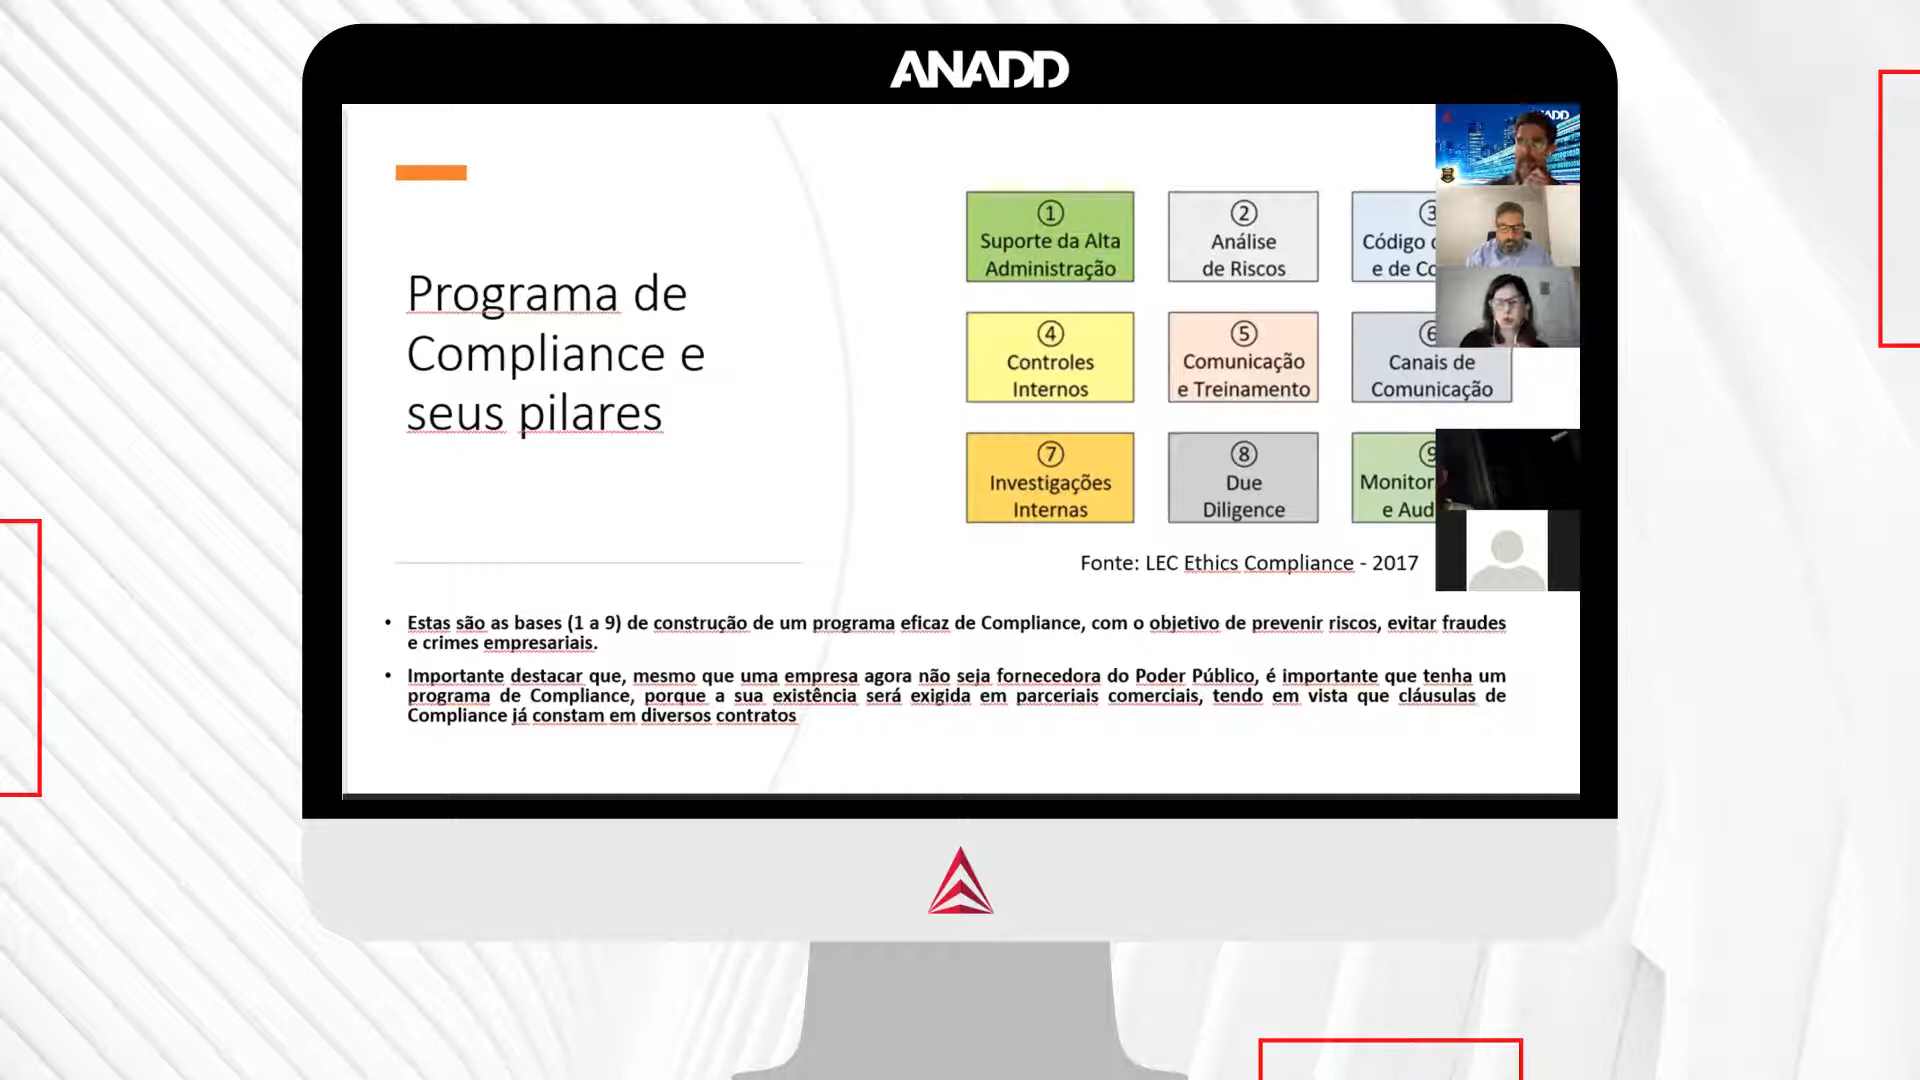 ANADD
Programa de
Compliance e
seus pilares
①
Suporte da Alta
Administração
②
Análise
de Riscos
Código
e de
④
Controles
Internos
⑤
Comunicação
e Treinamento
Canais de
Comunicação
⑦
Investigações
Internas
⑧
Due
Diligence
Fonte: LEC Ethics Compliance - 2017
• Estas são as bases (1 a 9) de construção de um programa eficaz de Compliance, com o objetivo de prevenir riscos, evitar fraudes
e crimes empresariais.
• Importante destacar que, mesmo que uma empresa agora não seja fornecedora do Poder Público, é importante que tenha um
programa de Compliance, porque a sua existência será exigida em parceriais comerciais, tendo em vista que cláusulas de
Compliance já constam em diversos contratos